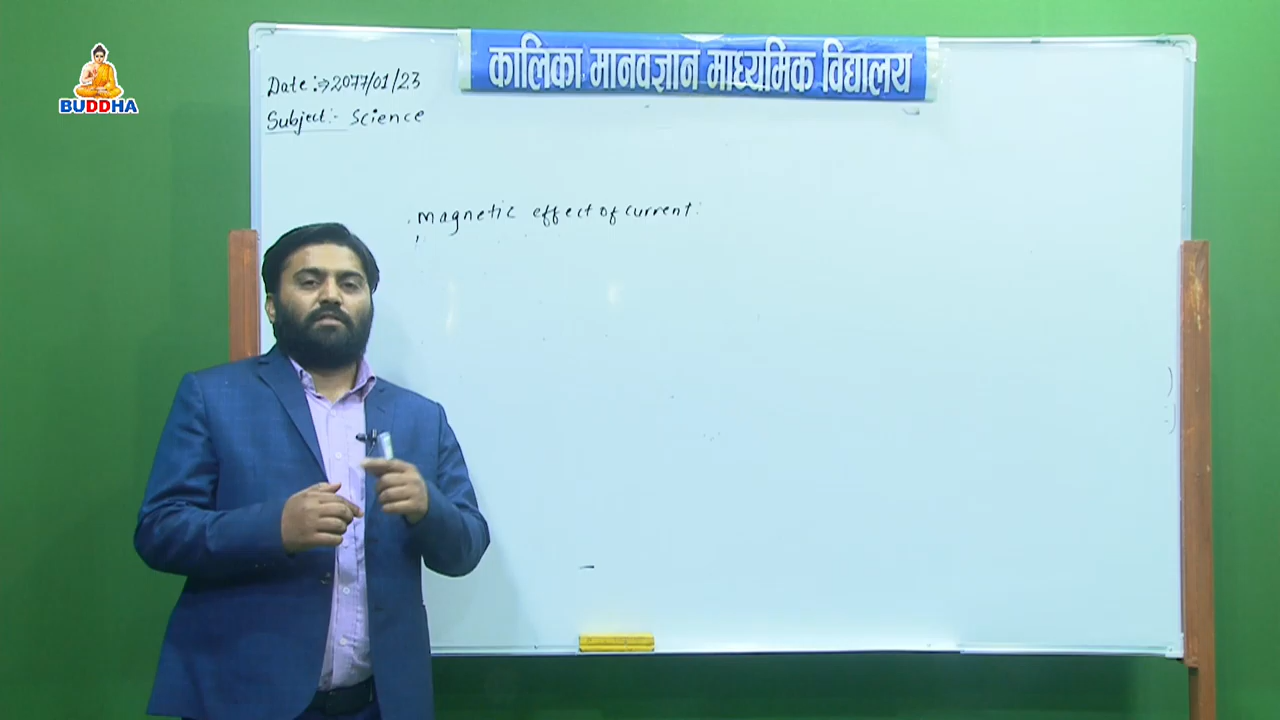 BUDDHA
कालिका मानवज्ञान माध्यमिक विद्यालय
Date:⇒2077/01/23
Subject:- Science
Magnetic effect of current: